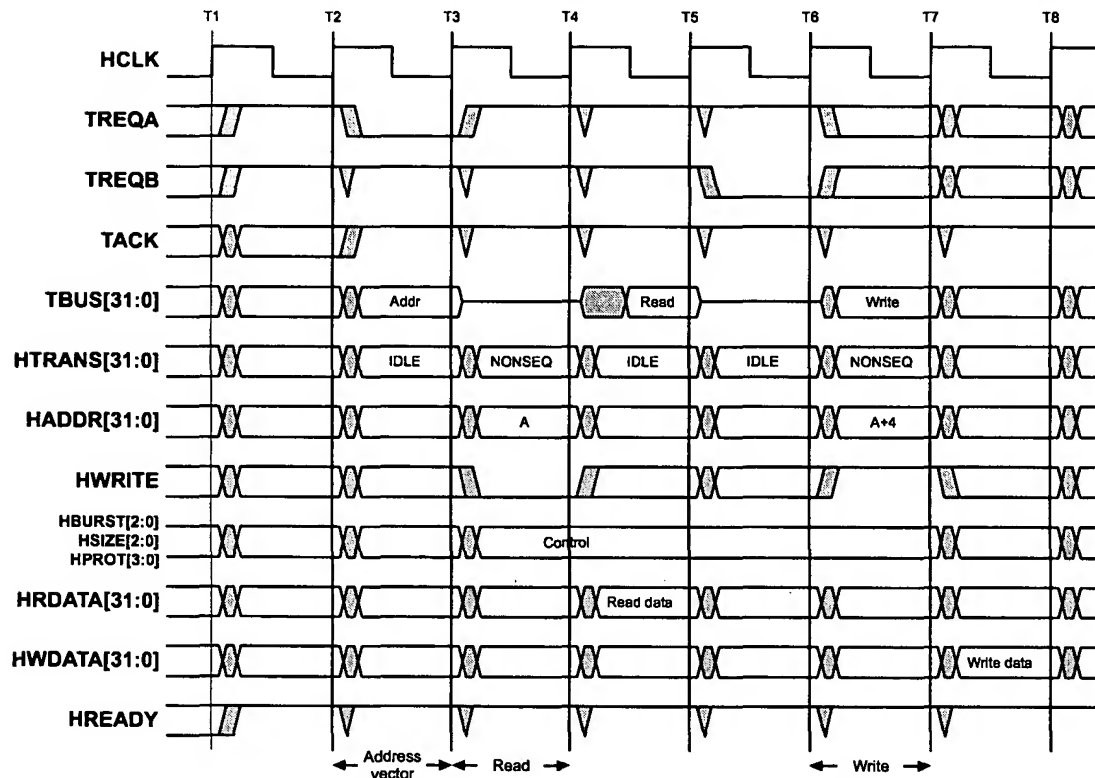 T1 T2 T3 T4 T5 T6 T7 T8
HCLK
TREQA
TREQB
TACK
TBUS[31:0] Addr Read Write
HTRANS[31:0] IDLE NONSEQ IDLE IDLE NONSEQ
HADDR[31:0] A A+4
HWRITE
HBURST[2:0]
HSIZE[2:0] Control
HPROT[3:0]
HRDATA[31:0] Read data
HWDATA[31:0] Write data
HREADY
Address Read Write
vector